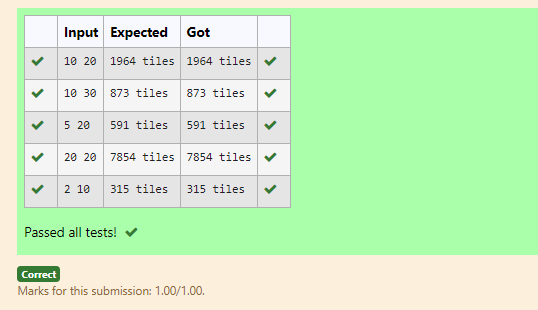 Input Expected Got
10 20 1964 tiles 1964 tiles
10 30 873 tiles 873 tiles
5 20 591 tiles 591 tiles
20 20 7854 tiles 7854 tiles
2 10 315 tiles 315 tiles
Passed all tests!
Correct
Marks for this submission: 1.00/1.00.